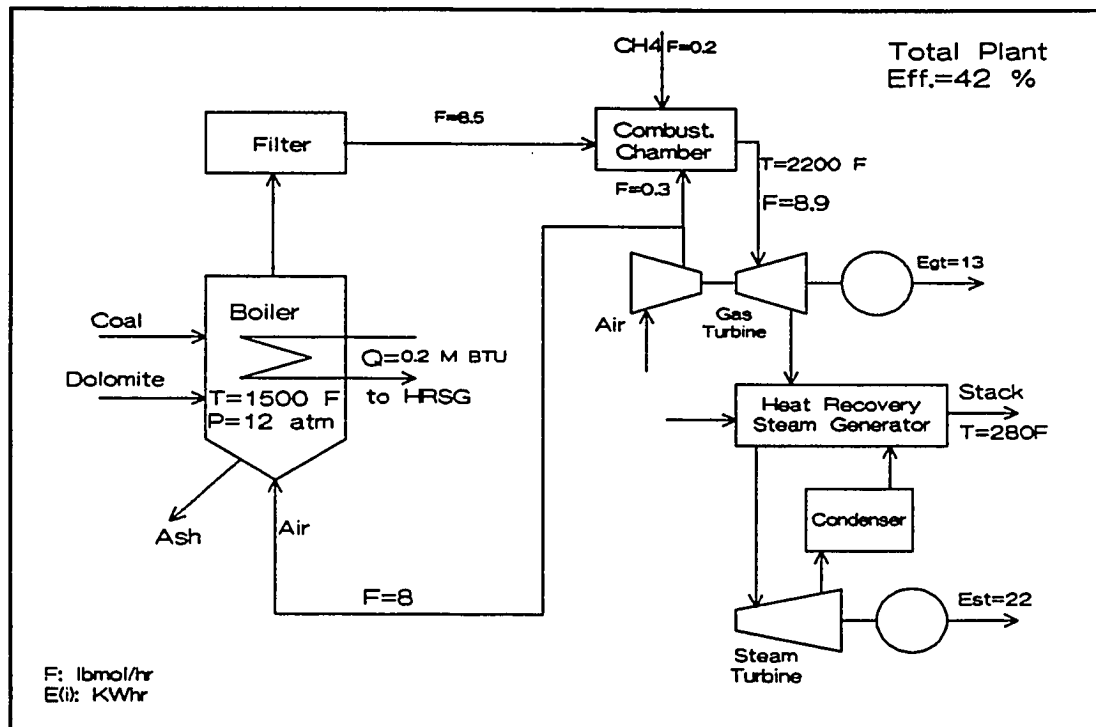 CH4 F=0.2
Total Plant
Eff.=42 %
F=8.5
Filter
Combust.
Chamber
T=2200 F
F=0.3
F=8.9
Egt=13
Boiler
Coal
Air
Gas
Turbine
Q=0.2 M BTU
Dolomite
T=1500 F
to HRSG
P=12 atm
Heat Recovery
Steam Generator
Stack
T=280F
Ash
Air
Condenser
F=8
Est=22
Steam
Turbine
F: lbmol/hr
E(i): KWhr